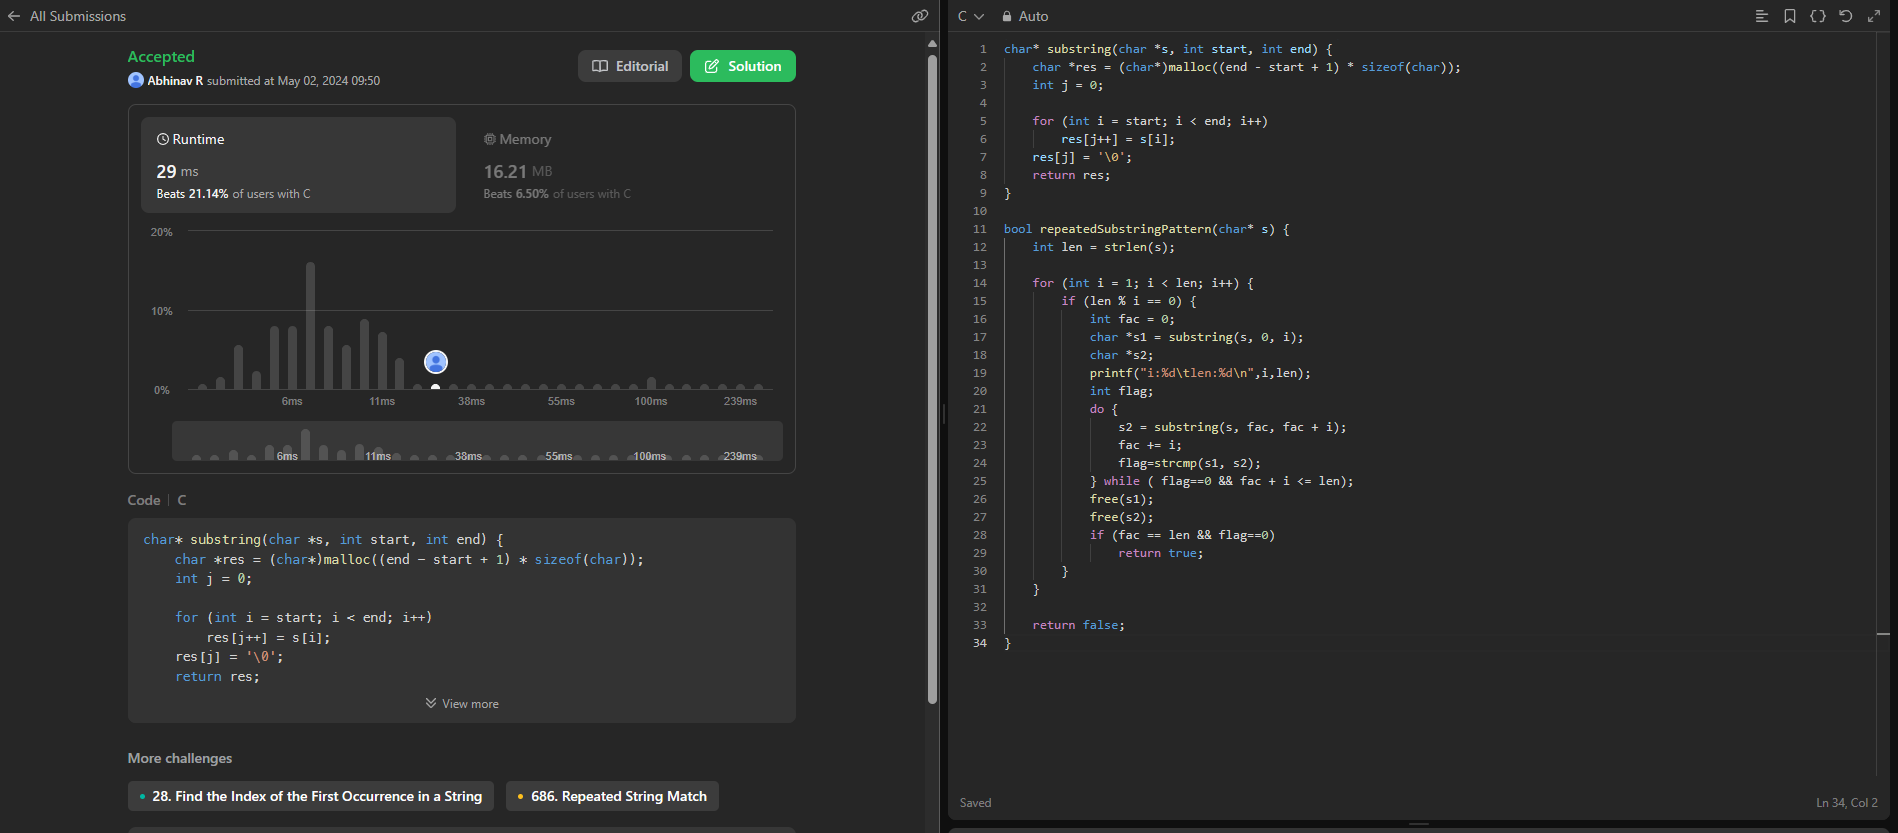 All Submissions
Accepted
Abhinav R submitted at May 02, 2024 09:50
Editorial
Solution
Runtime
29 ms
Beats 21.14% of users with C
Memory
16.21 MB
Beats 6.50% of users with C
20%
10%
0%
6ms 11ms 38ms 55ms 100ms 239ms
6ms 11ms 38ms 55ms 100ms 239ms
Code | C
char* substring(char *s, int start, int end) {
    char *res = (char*)malloc((end - start + 1) * sizeof(char));
    int j = 0;
    for (int i = start; i < end; i++)
        res[j++] = s[i];
    res[j] = '\0';
    return res;
View more
More challenges
28. Find the Index of the First Occurrence in a String
686. Repeated String Match
C Auto
1 char* substring(char *s, int start, int end) {
2     char *res = (char*)malloc((end - start + 1) * sizeof(char));
3     int j = 0;
4
5     for (int i = start; i < end; i++)
6         res[j++] = s[i];
7     res[j] = '\0';
8     return res;
9 }
10
11 bool repeatedSubstringPattern(char* s) {
12     int len = strlen(s);
13
14     for (int i = 1; i < len; i++) {
15         if (len % i == 0) {
16             int fac = 0;
17             char *s1 = substring(s, 0, i);
18             char *s2;
19             printf("i:%d\tlen:%d\n",i,len);
20             int flag;
21             do {
22                 s2 = substring(s, fac, fac + i);
23                 fac += i;
24                 flag=strcmp(s1, s2);
25             } while ( flag==0 && fac + i <= len);
26             free(s1);
27             free(s2);
28             if (fac == len && flag==0)
29                 return true;
30         }
31     }
32
33     return false;
34 }
Saved
Ln 34, Col 2